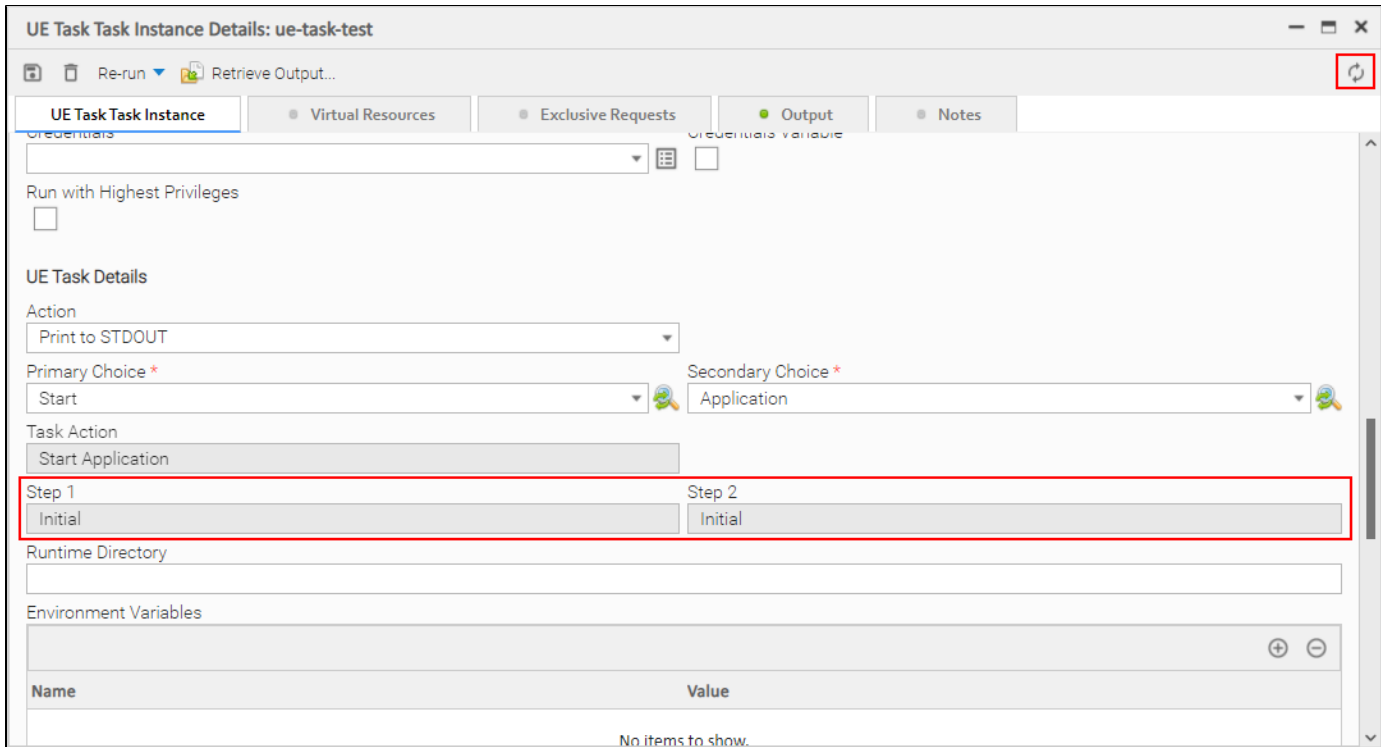 UE Task Task Instance Details: ue-task-test
Re-run Retrieve Output...
UE Task Task Instance Virtual Resources Exclusive Requests Output Notes
Credentials Credentials Variable
Run with Highest Privileges
UE Task Details
Action
Print to STDOUT
Primary Choice * Secondary Choice *
Start Application
Task Action
Start Application
Step 1 Step 2
Initial Initial
Runtime Directory
Environment Variables
Name Value
No items to show.